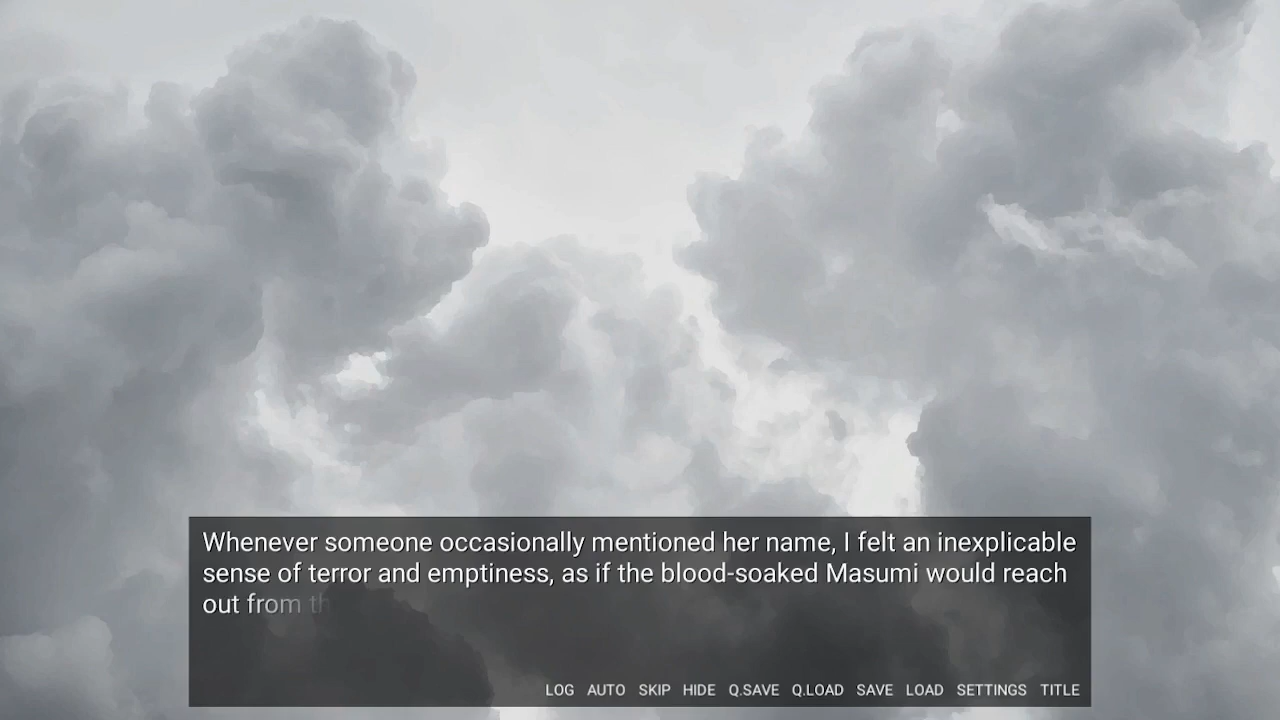 Whenever someone occasionally mentioned her name, I felt an inexplicable
sense of terror and emptiness, as if the blood-soaked Masumi would reach
out from th
LOG AUTO SKIP HIDE Q.SAVE Q.LOAD SAVE LOAD SETTINGS TITLE